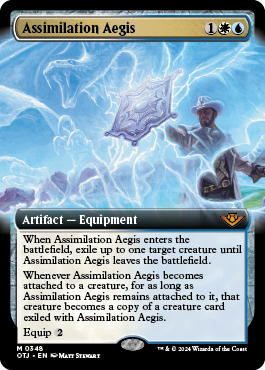 Assimilation Aegis 1
Artifact — Equipment
When Assimilation Aegis enters the
battlefield, exile up to one target creature until
Assimilation Aegis leaves the battlefield.
Whenever Assimilation Aegis becomes
attached to a creature, for as long as
Assimilation Aegis remains attached to it, that
creature becomes a copy of a creature card
exiled with Assimilation Aegis.
Equip 2
M 0348
OTJ • EN Matt Stewart
™ & © 2024 Wizards of the Coast